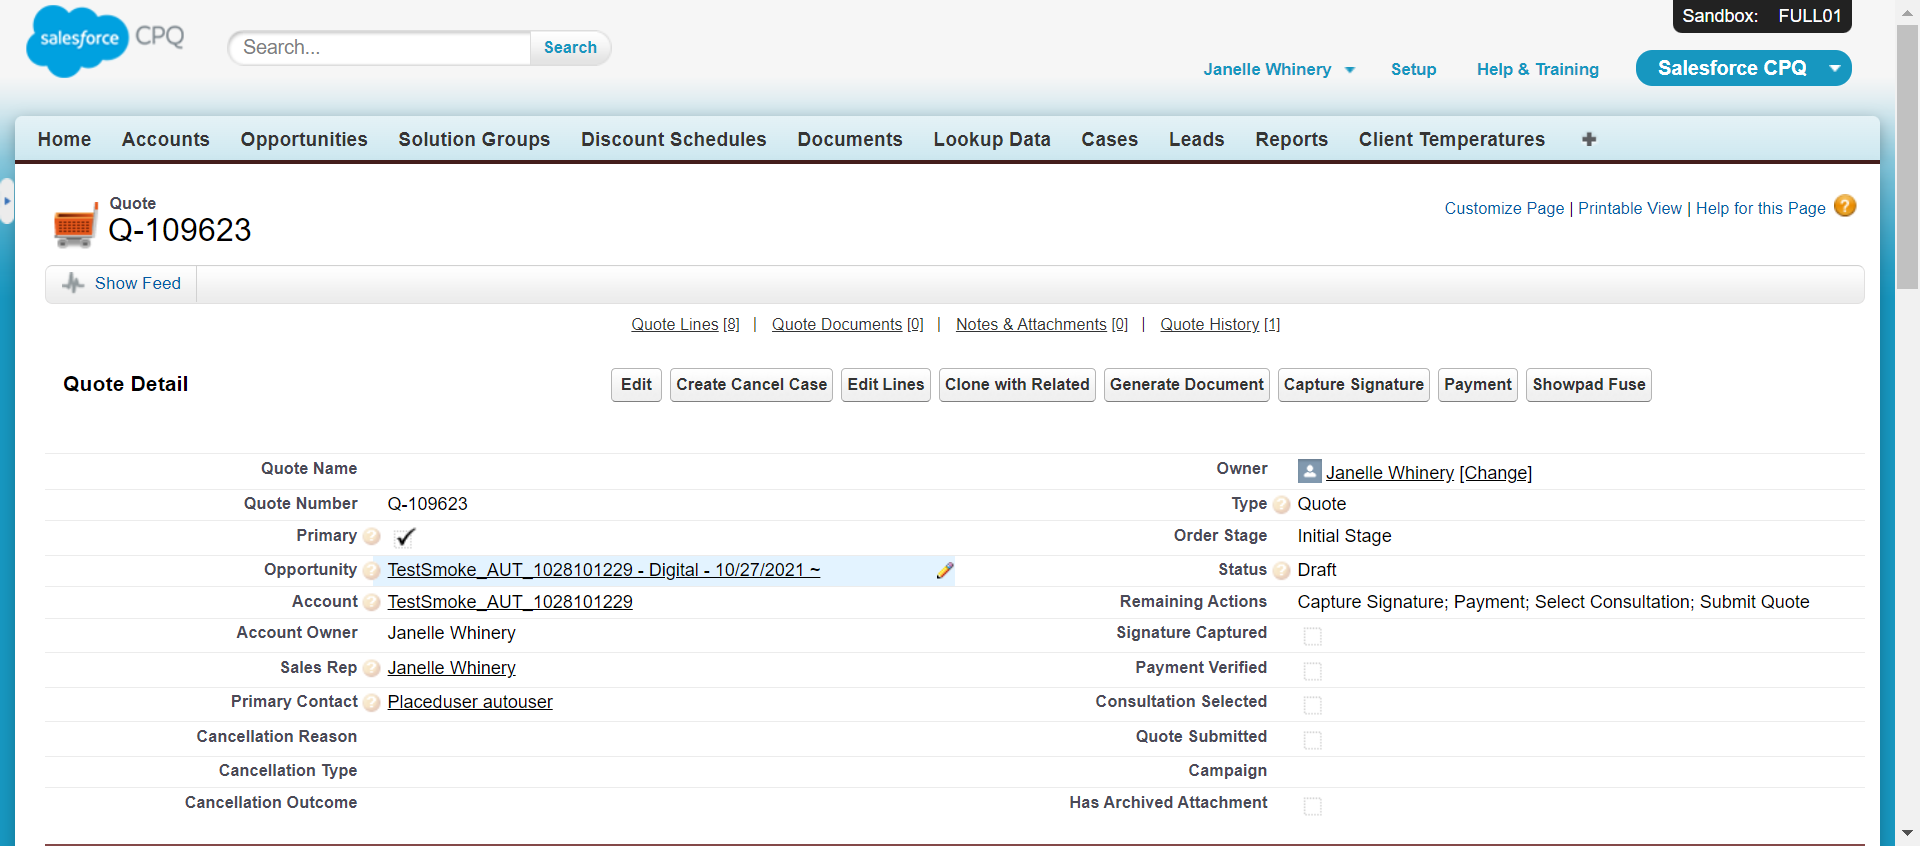 Sandbox: FULL01
salesforce CPQ
Search... Search
Janelle Whinery Setup Help & Training Salesforce CPQ
Home Accounts Opportunities Solution Groups Discount Schedules Documents Lookup Data Cases Leads Reports Client Temperatures
Quote
Q-109623
Customize Page | Printable View | Help for this Page ?
Show Feed
Quote Lines [8] | Quote Documents [0] | Notes & Attachments [0] | Quote History [1]
Quote Detail Edit Create Cancel Case Edit Lines Clone with Related Generate Document Capture Signature Payment Showpad Fuse
Quote Name Owner Janelle Whinery [Change]
Quote Number Q-109623 Type ? Quote
Primary ? Order Stage Initial Stage
Opportunity ? TestSmoke_AUT_1028101229 - Digital - 10/27/2021 ~ Status ? Draft
Account ? TestSmoke_AUT_1028101229 Remaining Actions Capture Signature; Payment; Select Consultation; Submit Quote
Account Owner Janelle Whinery Signature Captured
Sales Rep ? Janelle Whinery Payment Verified
Primary Contact ? Placeduser autouser Consultation Selected
Cancellation Reason Quote Submitted
Cancellation Type Campaign
Cancellation Outcome Has Archived Attachment